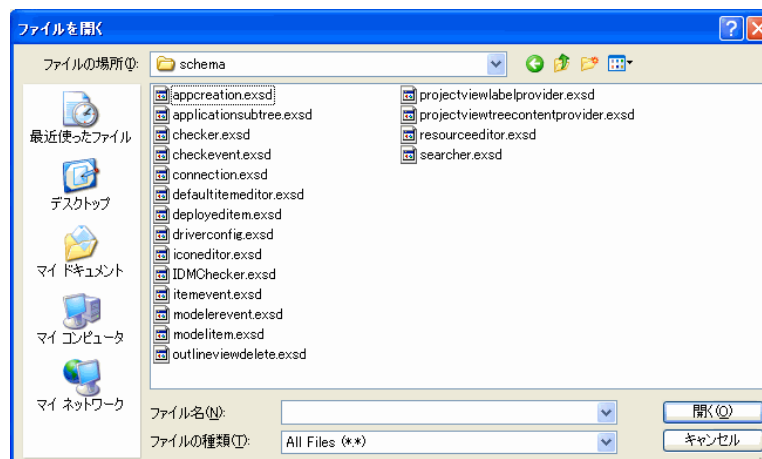 ファイルを開く
ファイルの場所(I):
schema
最近使ったファイル
デスクトップ
マイ ドキュメント
マイ コンピュータ
マイ ネットワーク
appcreation.exsd
applicationsubtree.exsd
checker.exsd
checkevent.exsd
connection.exsd
defaultitemeditor.exsd
deployeditem.exsd
driverconfig.exsd
iconeditor.exsd
IDMChecker.exsd
itemevent.exsd
modelerevent.exsd
modelitem.exsd
outlineviewdelete.exsd
projectviewlabelprovider.exsd
projectviewtreecontentprovider.exsd
resourceeditor.exsd
searcher.exsd
ファイル名(N):
開く(O)
ファイルの種類(T):
All Files (*.*)
キャンセル